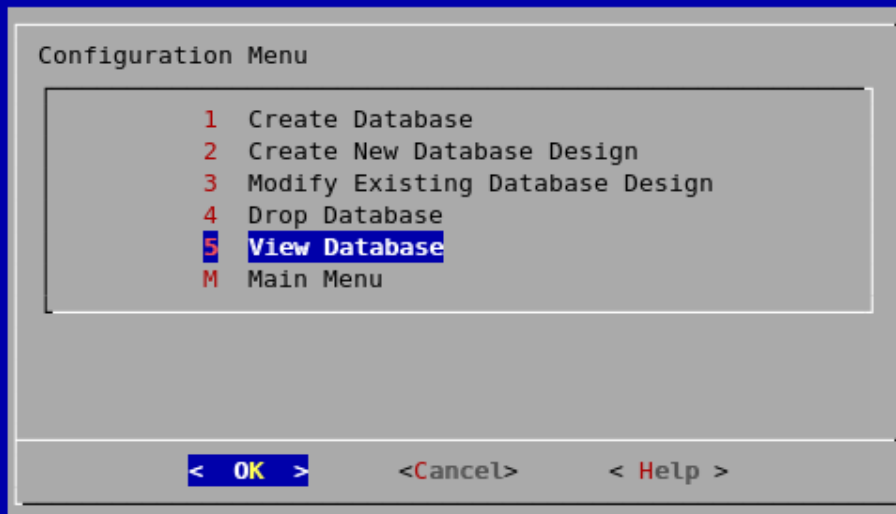 Configuration Menu
1 Create Database
2 Create New Database Design
3 Modify Existing Database Design
4 Drop Database
5 View Database
M Main Menu
< OK > <Cancel> < Help >